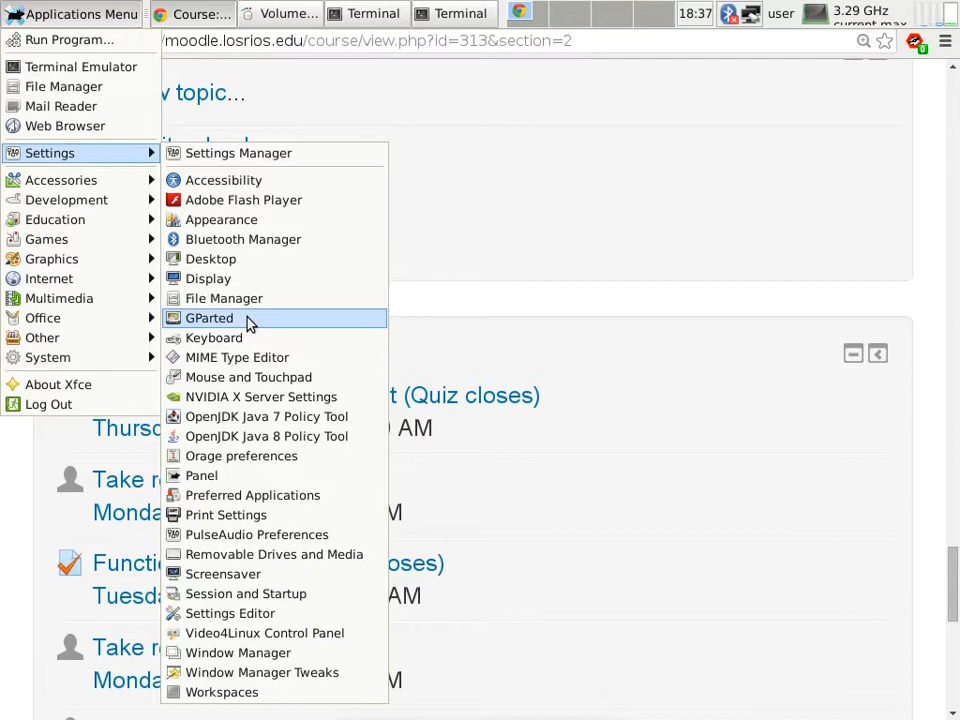 Applications Menu
Course:...
Volume...
Terminal
Terminal
18:37
user
3.29 GHz
current max
/moodle.losrios.edu/course/view.php?id=313&section=2
0
Run Program...
Terminal Emulator
File Manager
Mail Reader
Web Browser
Settings
Accessories
Development
Education
Games
Graphics
Internet
Multimedia
Office
Other
System
About Xfce
Log Out
Settings Manager
Accessibility
Adobe Flash Player
Appearance
Bluetooth Manager
Desktop
Display
File Manager
GParted
Keyboard
MIME Type Editor
Mouse and Touchpad
NVIDIA X Server Settings
OpenJDK Java 7 Policy Tool
OpenJDK Java 8 Policy Tool
Orage preferences
Panel
Preferred Applications
Print Settings
PulseAudio Preferences
Removable Drives and Media
Screensaver
Session and Startup
Settings Editor
Video4Linux Control Panel
Window Manager
Window Manager Tweaks
Workspaces
v topic...
t (Quiz closes)
Thursd AM
Take r
Monda M
Functi oses)
Tuesda AM
Take r
Monda M